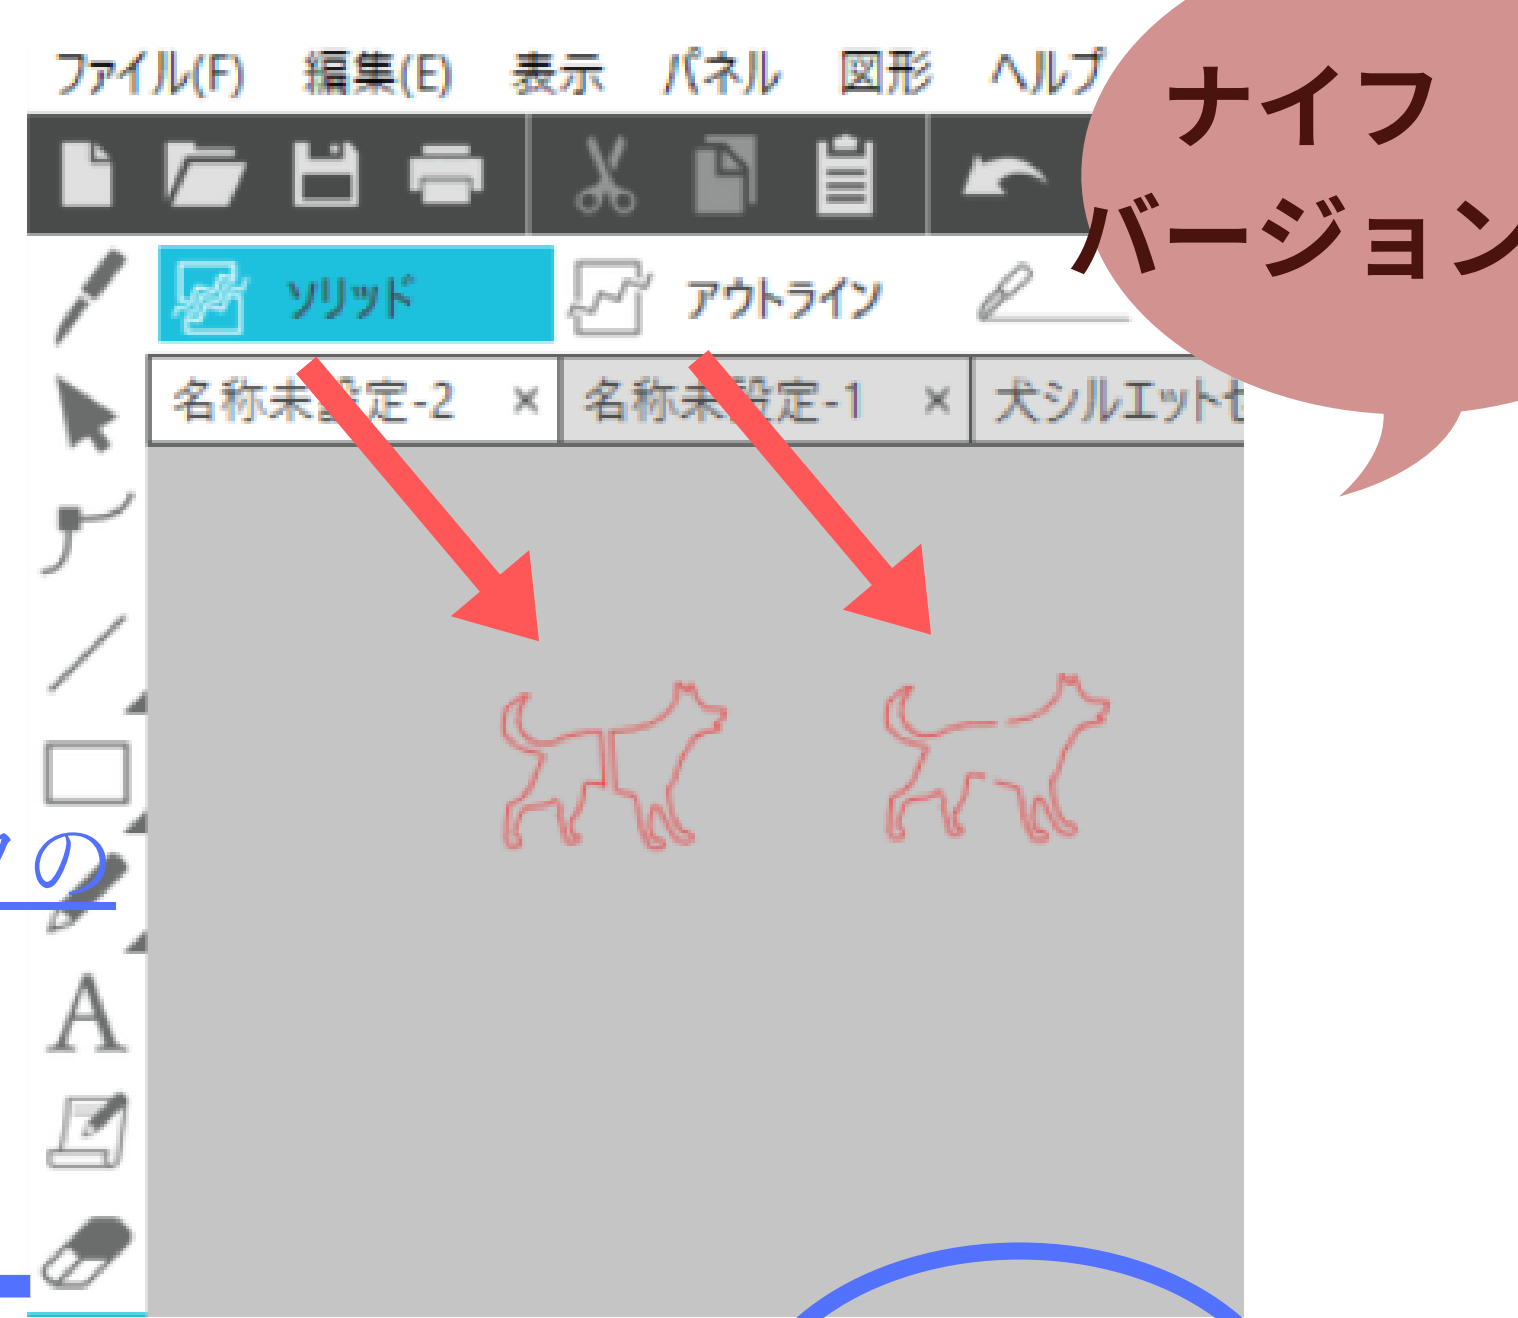 ファイル(F) 編集(E) 表示 パネル 図形 ヘルプ
ナイフ
バージョン
ソリッド アウトライン
名称未設定-2 × 名称未設定-1 × 犬シルエットセ
の
A